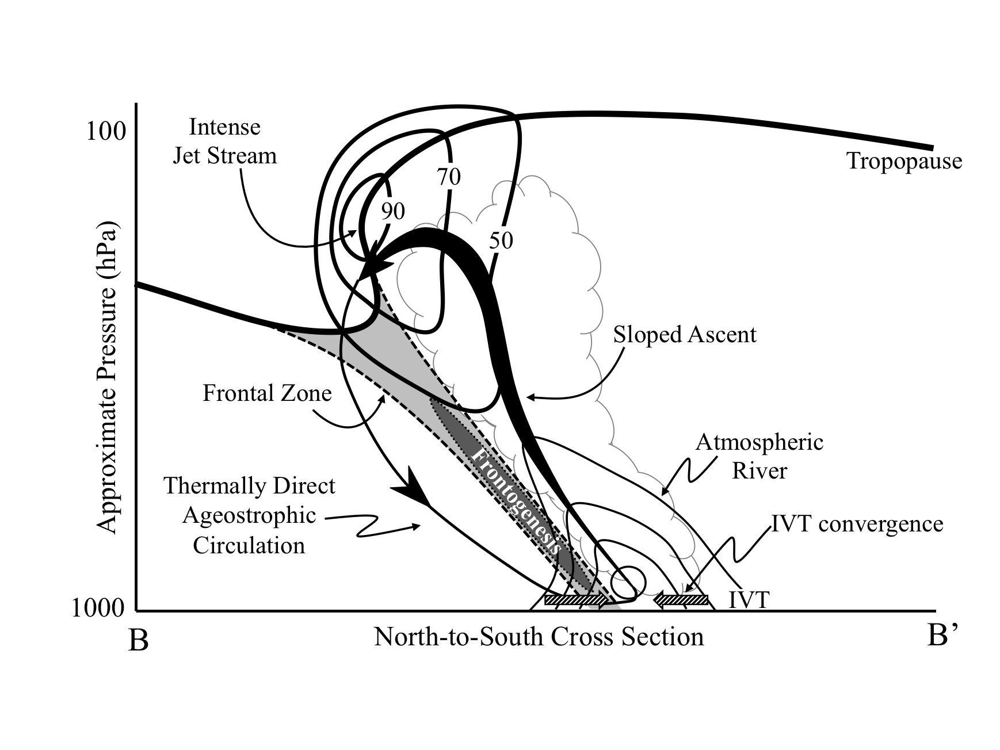 100
Intense
Jet Stream
70
90
50
Tropopause
Approximate Pressure (hPa)
Sloped Ascent
Frontal Zone
Atmospheric
River
Frontogenesis
Thermally Direct
Ageostrophic
Circulation
IVT convergence
IVT
1000
B
North-to-South Cross Section
B’